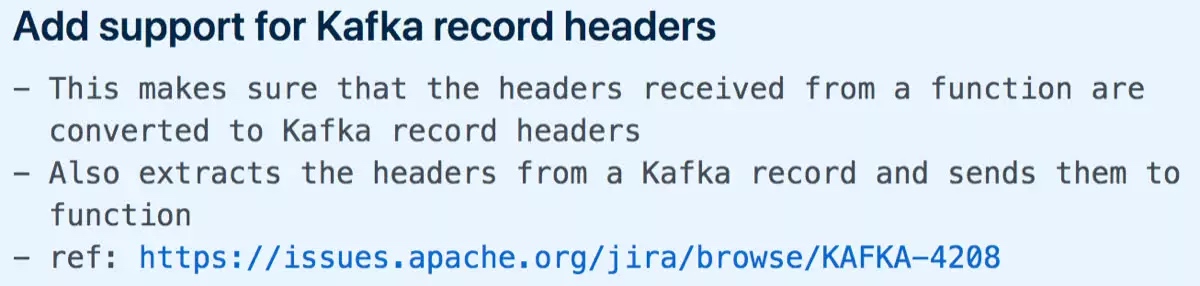 Add support for Kafka record headers
– This makes sure that the headers received from a function are
converted to Kafka record headers
– Also extracts the headers from a Kafka record and sends them to
function
– ref: https://issues.apache.org/jira/browse/KAFKA-4208